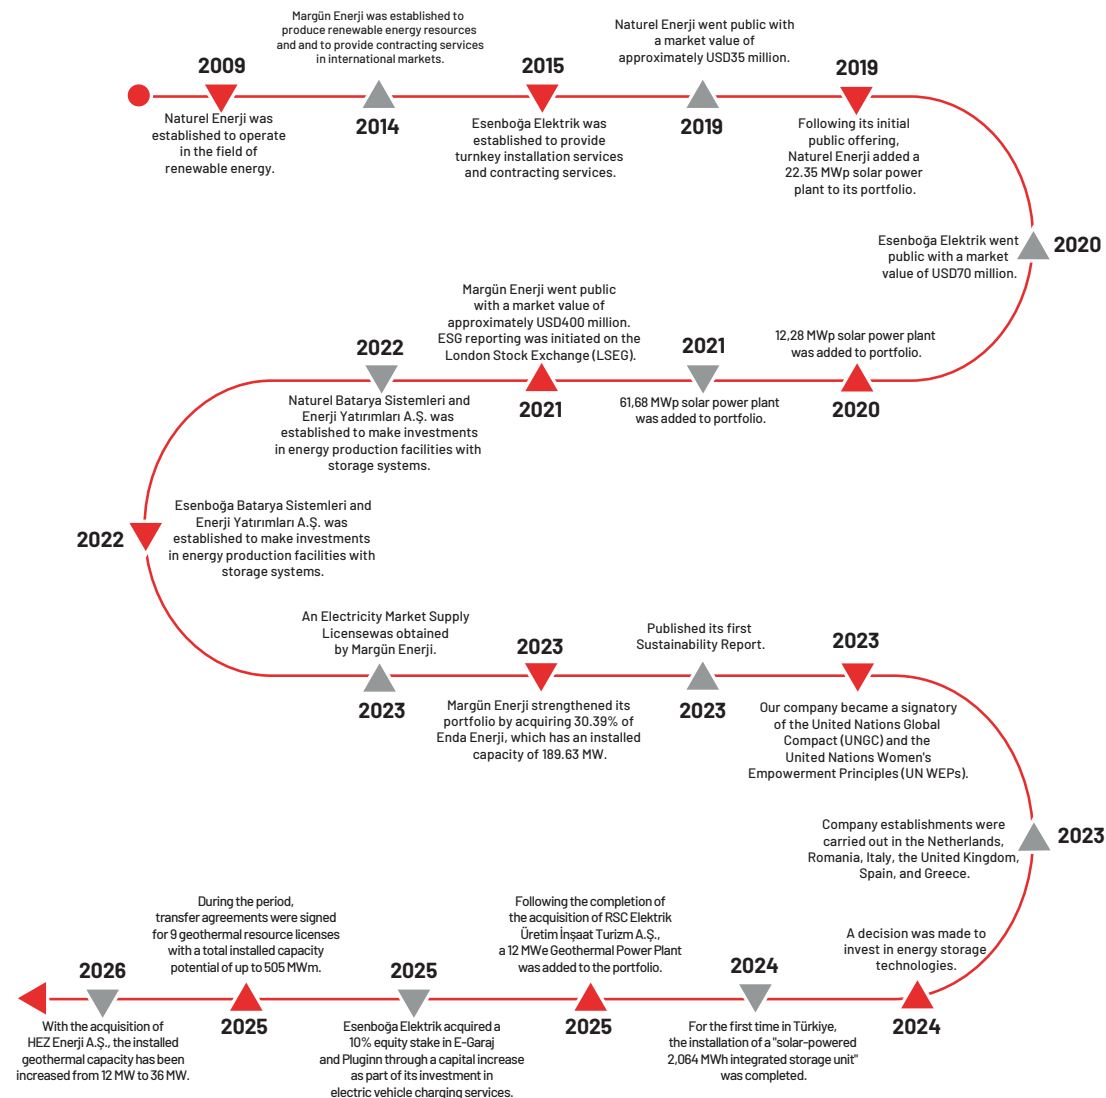 2009
Naturel Enerji was
established to operate
in the field of
renewable energy.
Margün Enerji was established to
produce renewable energy resources
and and to provide contracting services
in international markets.
2014
2015
Esenboğa Elektrik was
established to provide
turnkey installation services
and contracting services.
Naturel Enerji went public with
a market value of
approximately USD35 million.
2019
2019
Following its initial
public offering,
Naturel Enerji added a
22.35 MWp solar power
plant to its portfolio.
Esenboğa Elektrik went
public with a market
value of USD70 million.
2020
12,28 MWp solar power plant
was added to portfolio.
2020
2021
61,68 MWp solar power plant
was added to portfolio.
Margün Enerji went public
with a market value of
approximately USD400 million.
ESG reporting was initiated on the
London Stock Exchange (LSEG).
2021
2022
Naturel Batarya Sistemleri and
Enerji Yatırımları A.Ş. was
established to make investments
in energy production facilities with
storage systems.
2022
Esenboğa Batarya Sistemleri and
Enerji Yatırımları A.Ş. was
established to make investments
in energy production facilities with
storage systems.
An Electricity Market Supply
Licensewas obtained
by Margün Enerji.
2023
2023
Margün Enerji strengthened its
portfolio by acquiring 30.39% of
Enda Enerji, which has an installed
capacity of 189.63 MW.
Published its first
Sustainability Report.
2023
2023
Our company became a signatory
of the United Nations Global
Compact (UNGC) and the
United Nations Women's
Empowerment Principles (UN WEPs).
Company establishments were
carried out in the Netherlands,
Romania, Italy, the United Kingdom,
Spain, and Greece.
2023
A decision was made to
invest in energy storage
technologies.
2024
2024
For the first time in Türkiye,
the installation of a "solar-powered
2,064 MWh integrated storage unit"
was completed.
Following the completion of
the acquisition of RSC Elektrik
Üretim İnşaat Turizm A.Ş.,
a 12 MWe Geothermal Power Plant
was added to the portfolio.
2025
2025
Esenboğa Elektrik acquired a
10% equity stake in E-Garaj
and Pluginn through a capital increase
as part of its investment in
electric vehicle charging services.
During the period,
transfer agreements were signed
for 9 geothermal resource licenses
with a total installed capacity
potential of up to 505 MWm.
2025
2026
With the acquisition of
HEZ Enerji A.Ş., the installed
geothermal capacity has been
increased from 12 MW to 36 MW.